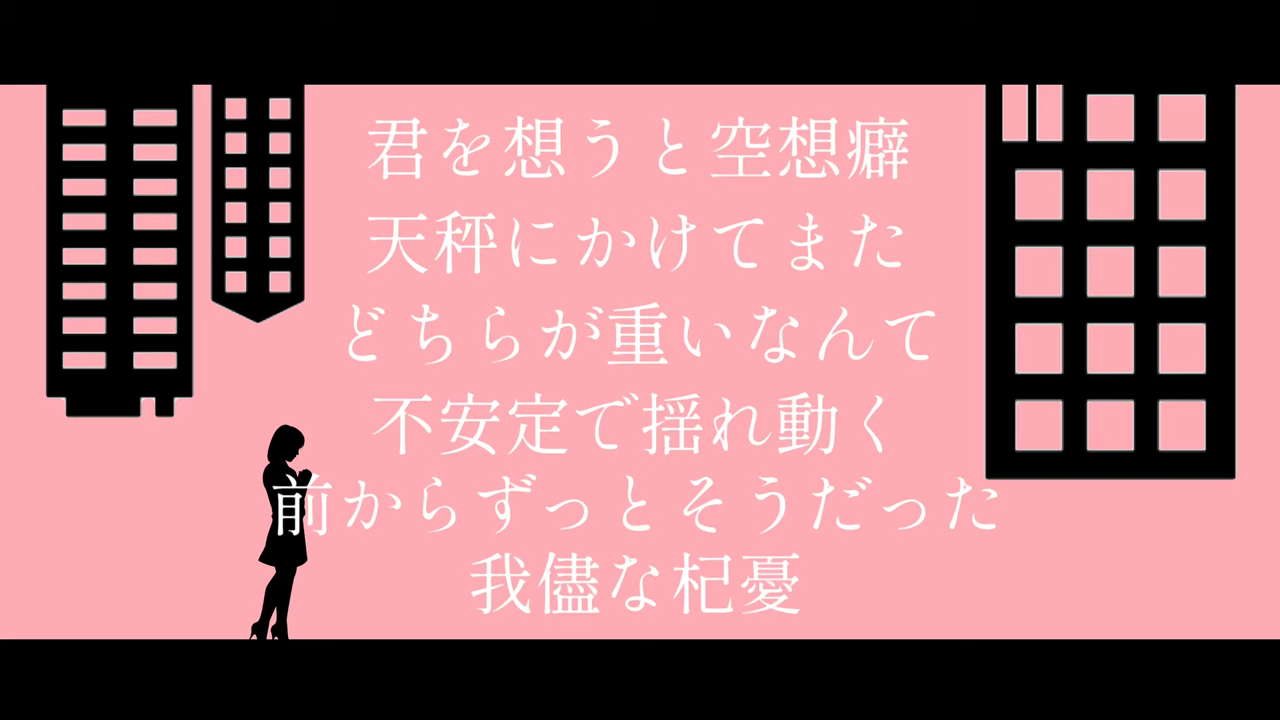 君を想うと空想癖
天秤にかけてまた
どちらが重いなんて
不安定で揺れ動く
前からずっとそうだった
我儘な杞憂